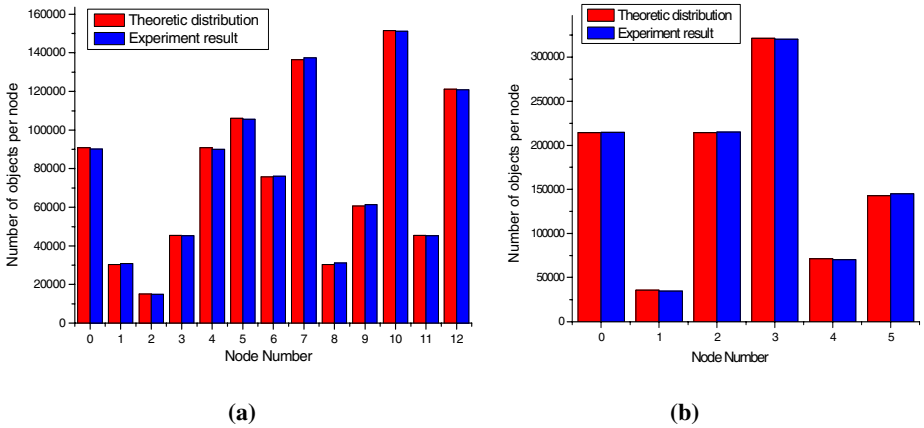 Theoretic distribution
Experiment result
Number of objects per node
160000
140000
120000
100000
80000
60000
40000
20000
0
0 1 2 3 4 5 6 7 8 9 10 11 12
Node Number
(a)
Theoretic distribution
Experiment result
Number of objects per node
300000
250000
200000
150000
100000
50000
0
0 1 2 3 4 5
Node Number
(b)